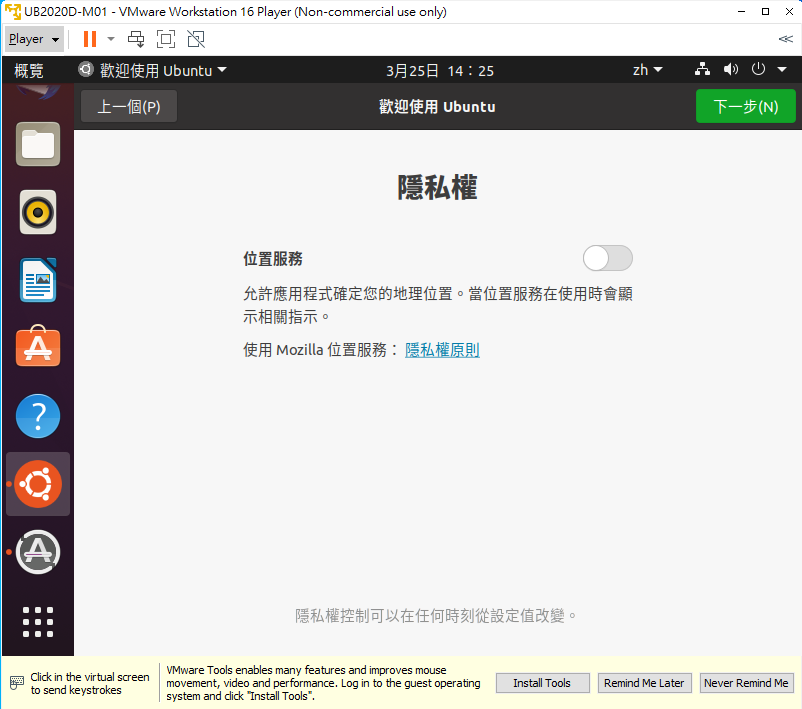 UB2020D-M01 - VMware Workstation 16 Player (Non-commercial use only)
Player
概覽
歡迎使用 Ubuntu
3月25日 14：25
zh
上一個(P)
歡迎使用 Ubuntu
下一步(N)
隱私權
位置服務
允許應用程式確定您的地理位置。當位置服務在使用時會顯
示相關指示。
使用 Mozilla 位置服務： 隱私權原則
隱私權控制可以在任何時刻從設定值改變。
Click in the virtual screen
to send keystrokes
VMware Tools enables many features and improves mouse
movement, video and performance. Log in to the guest operating
system and click "Install Tools".
Install Tools
Remind Me Later
Never Remind Me